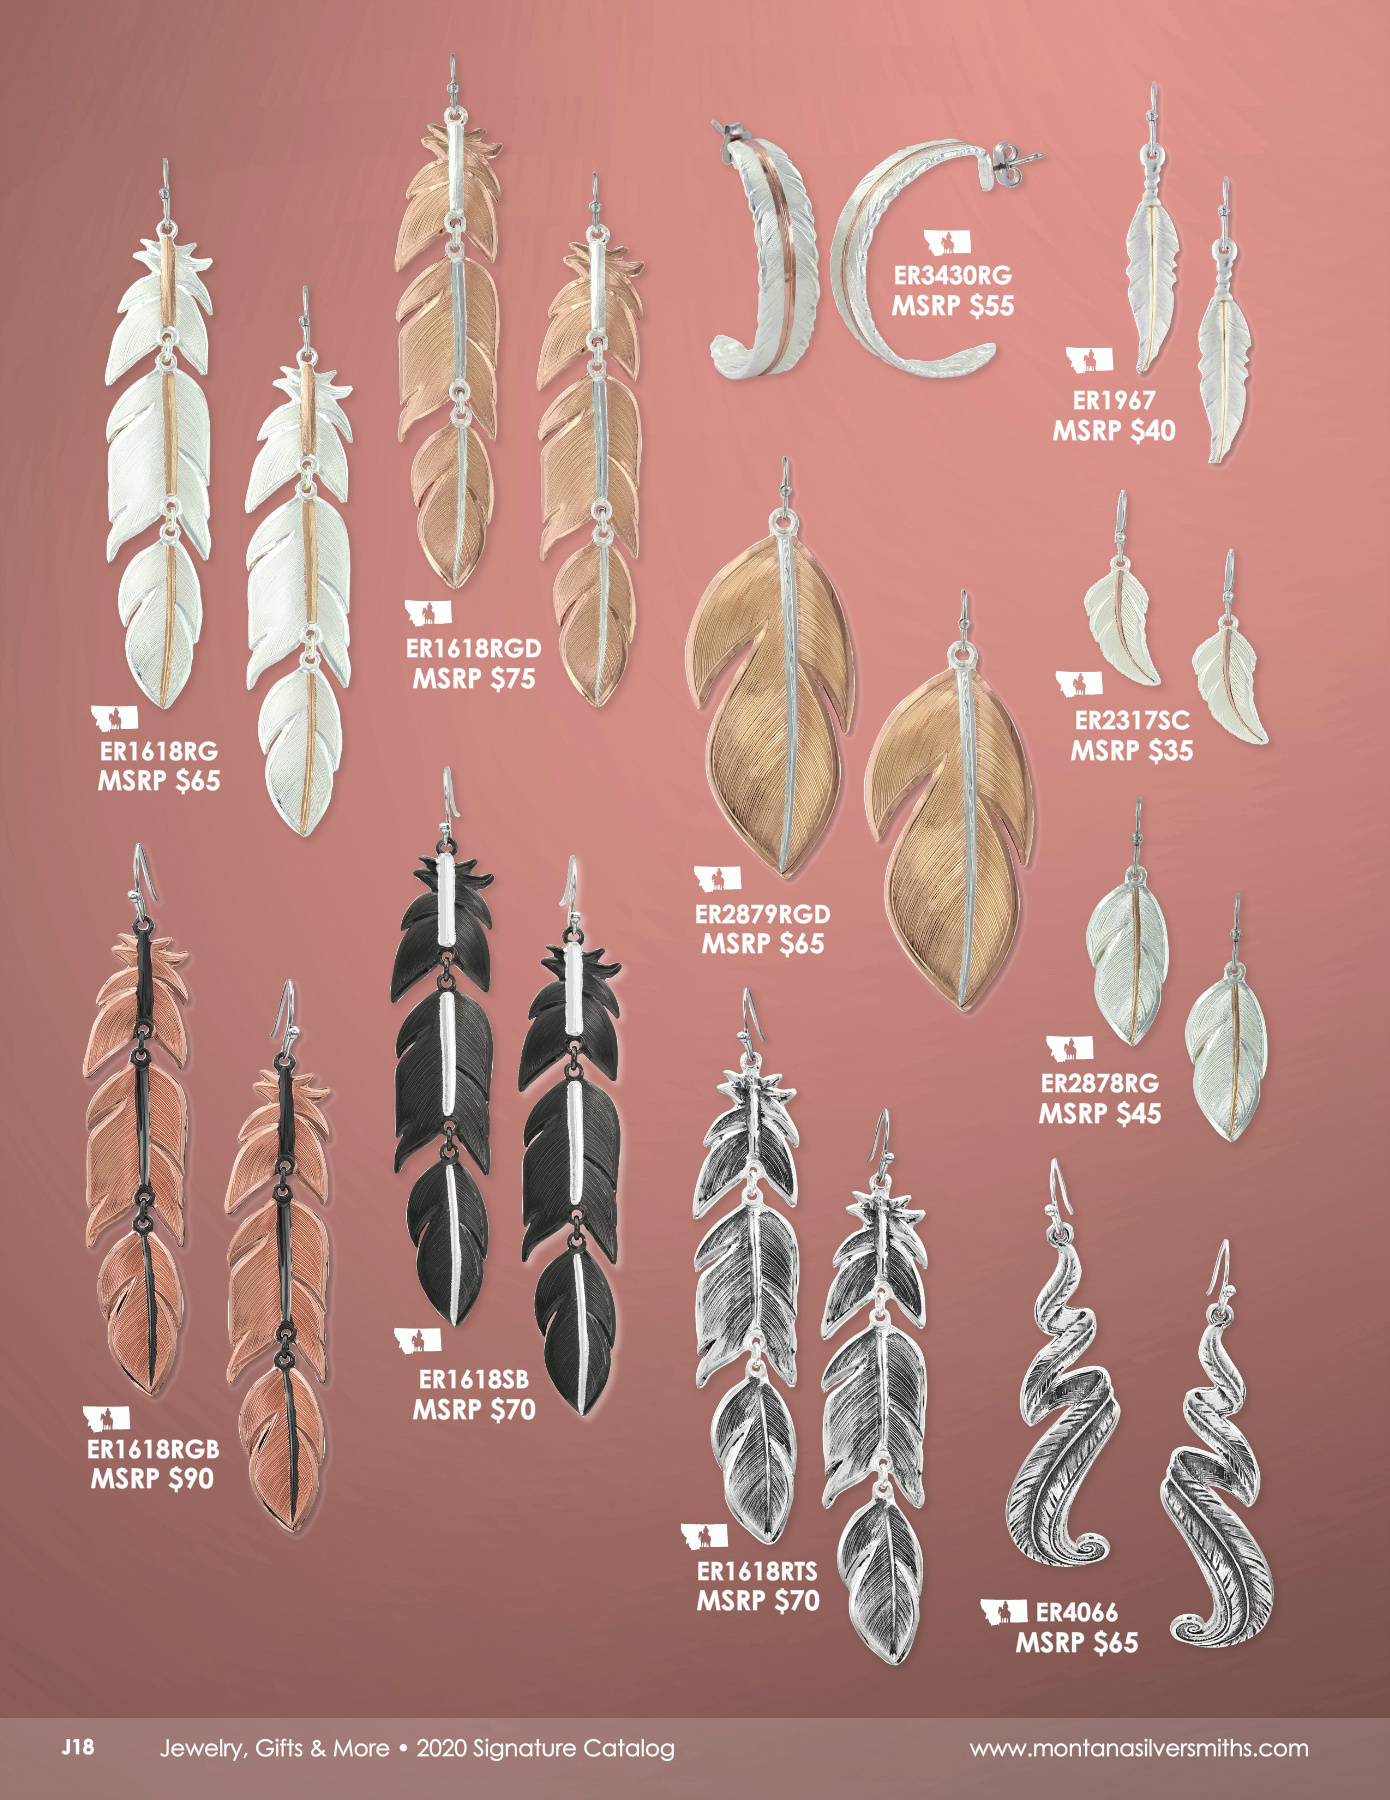 ER3430RG
MSRP $55
ER1967
MSRP $40
ER1618RGD
MSRP $75
ER2317SC
MSRP $35
ER1618RG
MSRP $65
ER2879RGD
MSRP $65
ER2878RG
MSRP $45
ER1618SB
MSRP $70
ER1618RGB
MSRP $90
ER1618RTS
MSRP $70
ER4066
MSRP $65
J18 Jewelry, Gifts & More • 2020 Signature Catalog www.montanasilversmiths.com